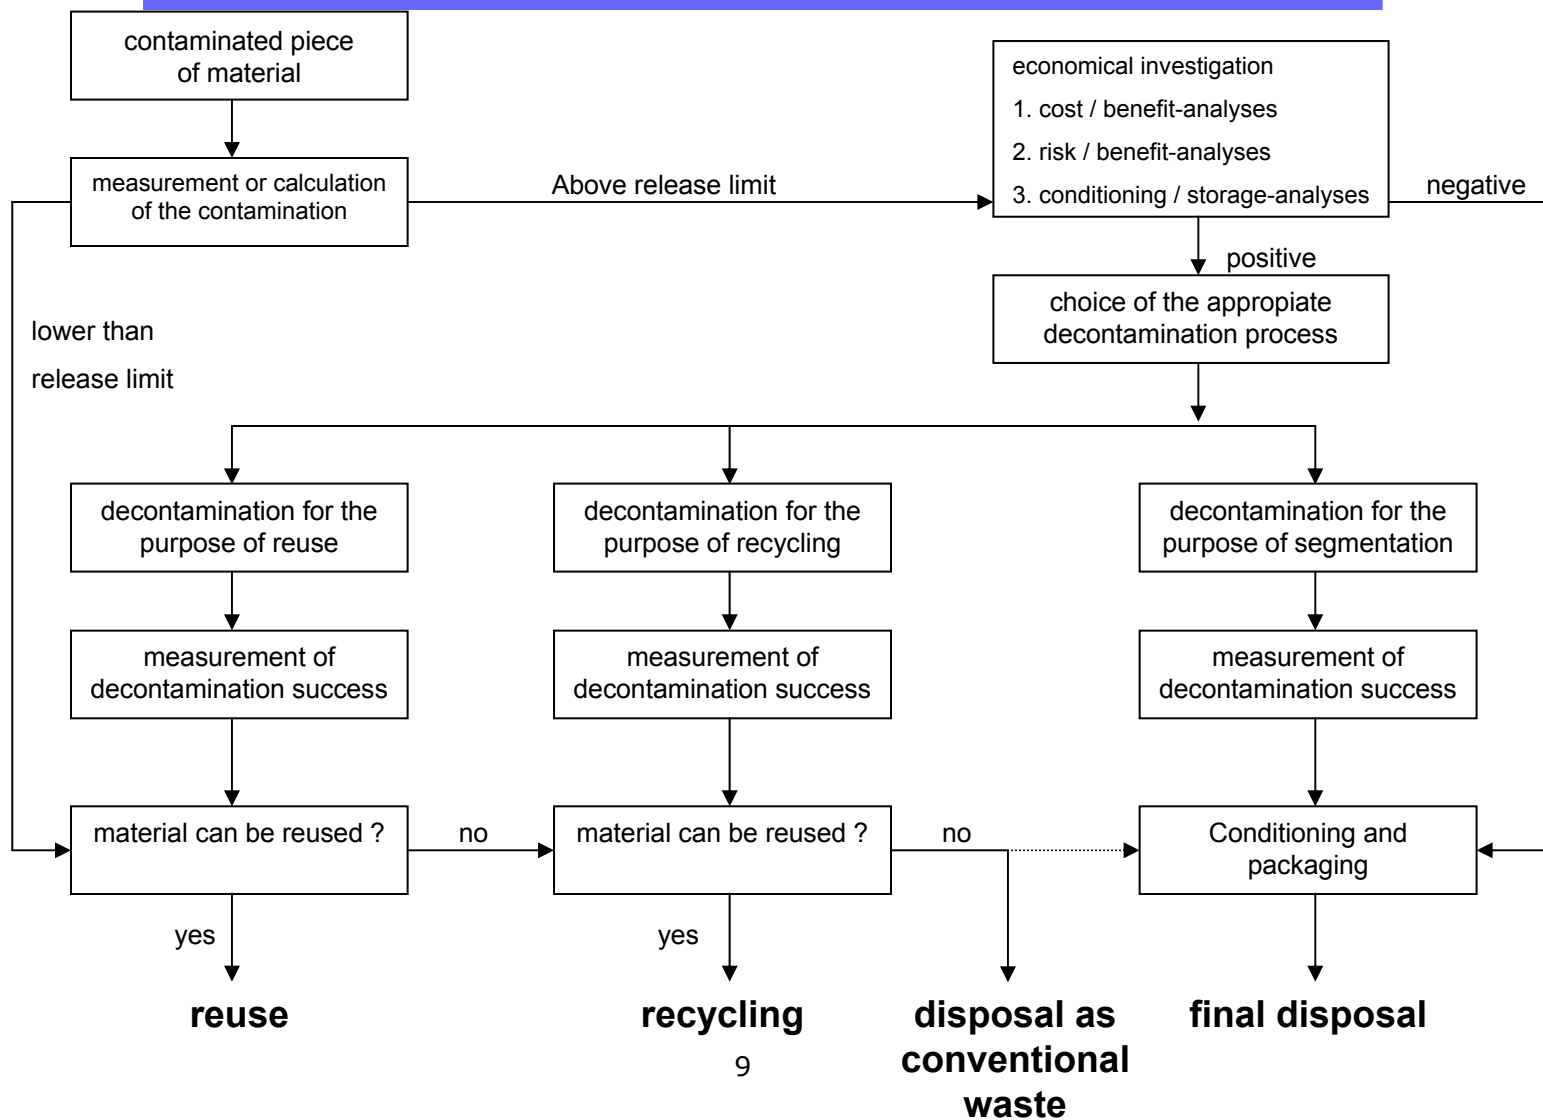 contaminated piece
of material
economical investigation
1. cost / benefit-analyses
2. risk / benefit-analyses
3. conditioning / storage-analyses
measurement or calculation
of the contamination
Above release limit
negative
positive
choice of the appropiate
decontamination process
lower than
release limit
decontamination for the
purpose of reuse
decontamination for the
purpose of recycling
decontamination for the
purpose of segmentation
measurement of
decontamination success
measurement of
decontamination success
measurement of
decontamination success
material can be reused ?
no
material can be reused ?
no
Conditioning and
packaging
yes
yes
reuse
recycling
disposal as
conventional
waste
final disposal
9